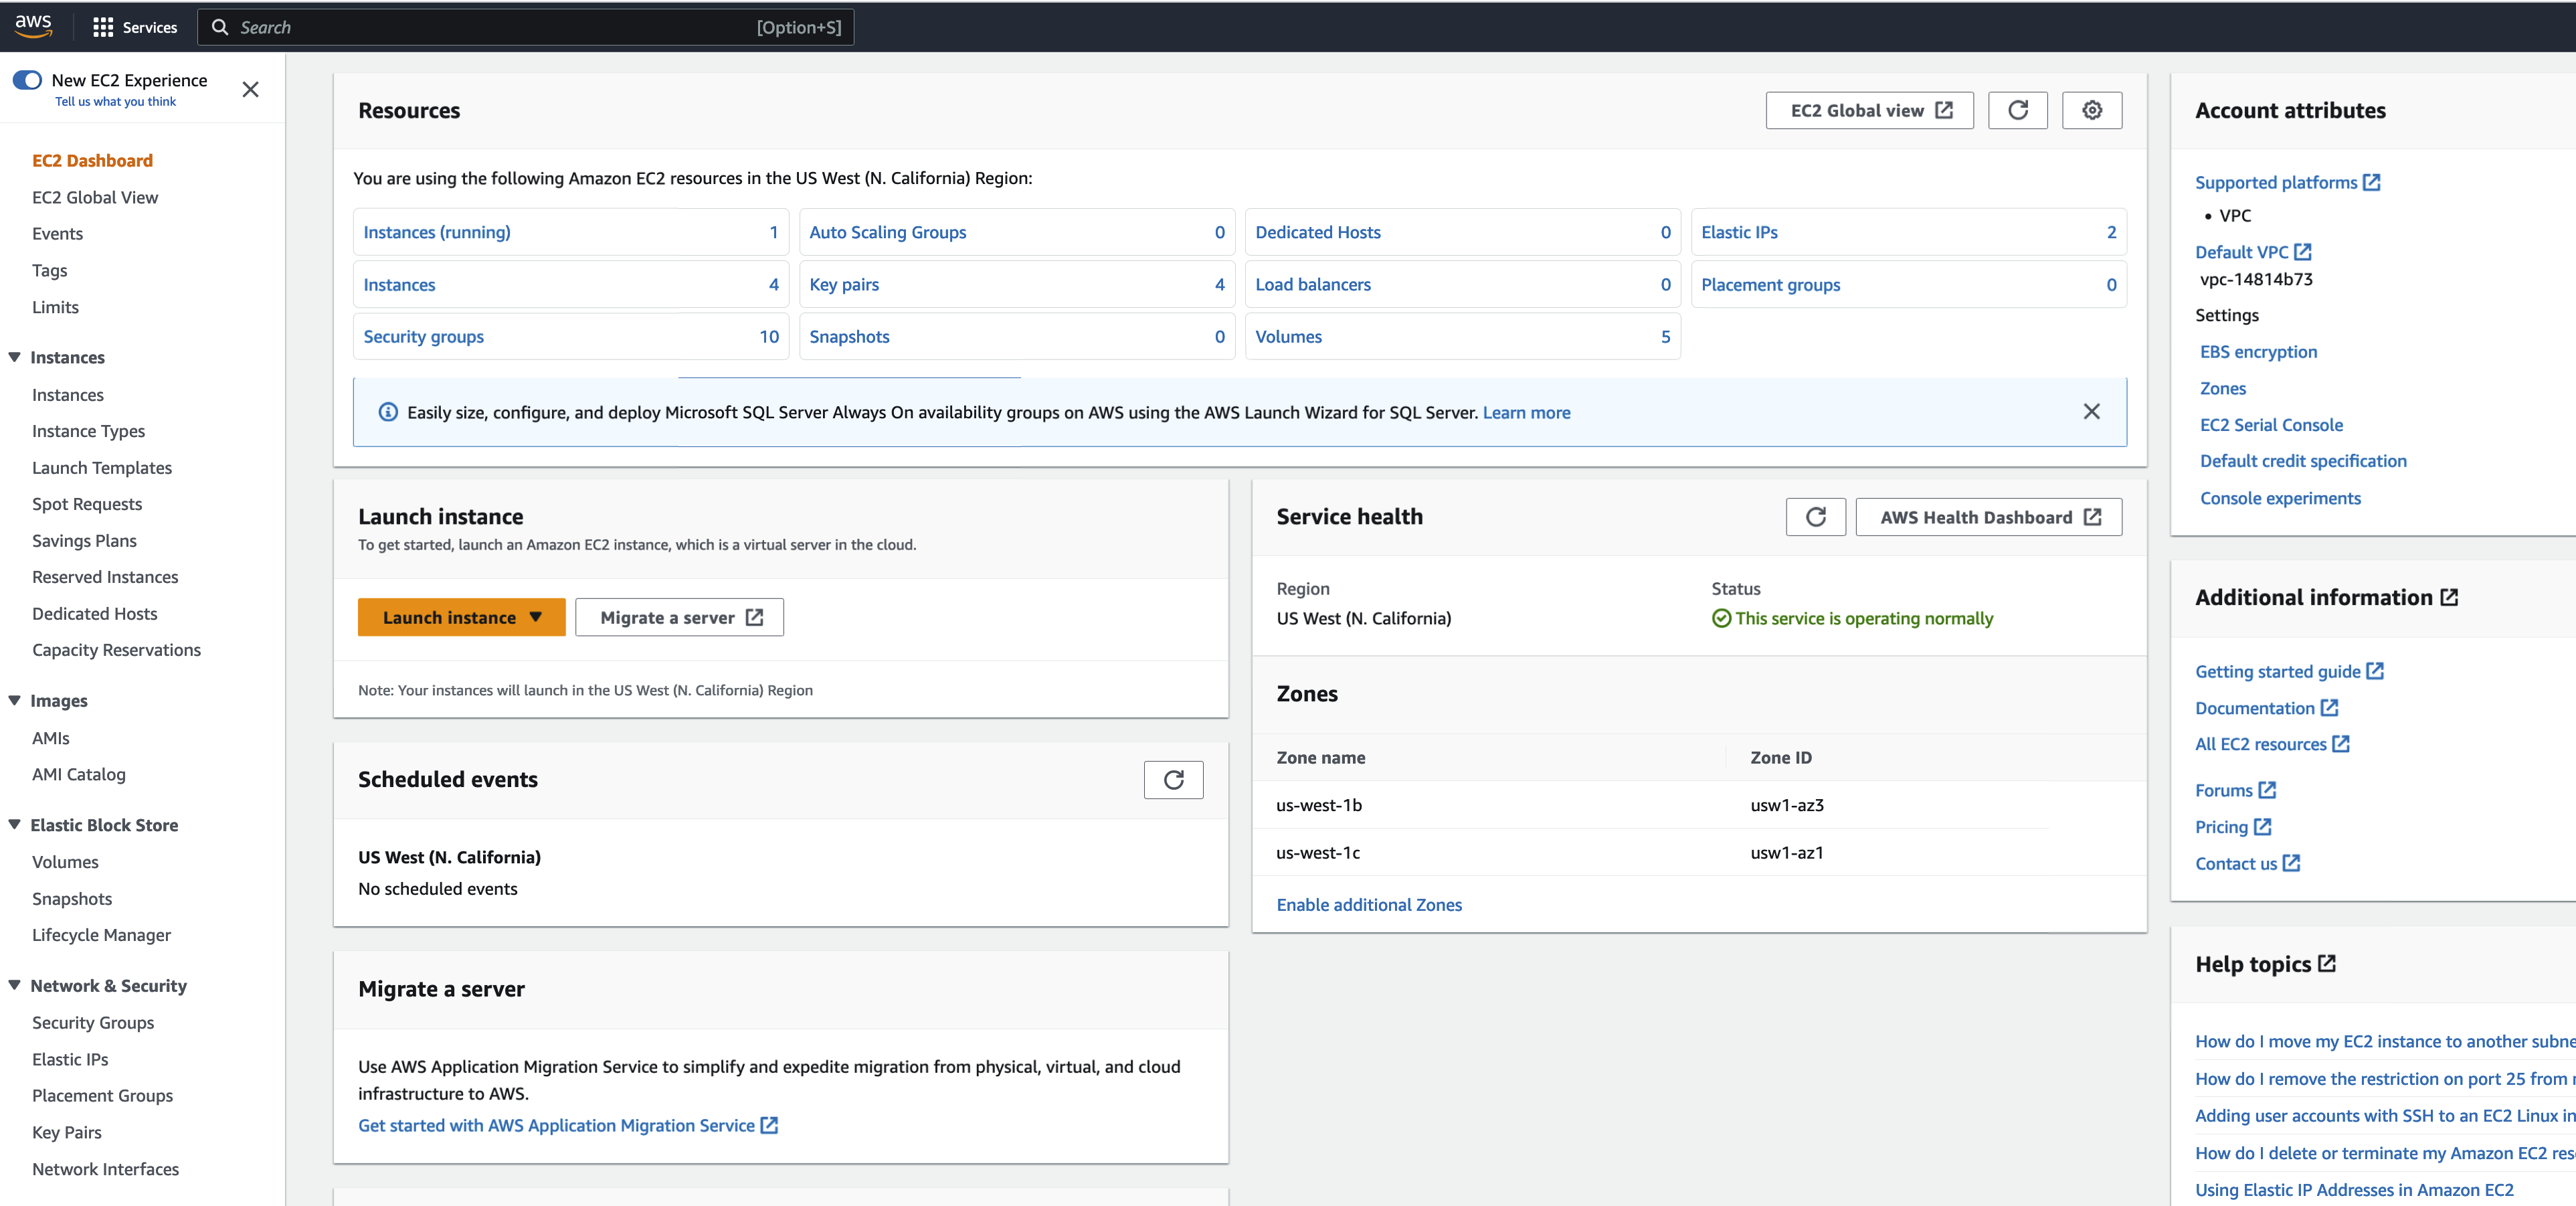 aws
Services
Search
[Option+S]
New EC2 Experience
Tell us what you think
EC2 Dashboard
EC2 Global View
Events
Tags
Limits
Instances
Instances
Instance Types
Launch Templates
Spot Requests
Savings Plans
Reserved Instances
Dedicated Hosts
Capacity Reservations
Images
AMIs
AMI Catalog
Elastic Block Store
Volumes
Snapshots
Lifecycle Manager
Network & Security
Security Groups
Elastic IPs
Placement Groups
Key Pairs
Network Interfaces
Resources
EC2 Global view
You are using the following Amazon EC2 resources in the US West (N. California) Region:
Instances (running) 1
Auto Scaling Groups 0
Dedicated Hosts 0
Elastic IPs 2
Instances 4
Key pairs 4
Load balancers 0
Placement groups 0
Security groups 10
Snapshots 0
Volumes 5
Easily size, configure, and deploy Microsoft SQL Server Always On availability groups on AWS using the AWS Launch Wizard for SQL Server. Learn more
Launch instance
To get started, launch an Amazon EC2 instance, which is a virtual server in the cloud.
Launch instance
Migrate a server
Note: Your instances will launch in the US West (N. California) Region
Scheduled events
US West (N. California)
No scheduled events
Migrate a server
Use AWS Application Migration Service to simplify and expedite migration from physical, virtual, and cloud
infrastructure to AWS.
Get started with AWS Application Migration Service
Service health
AWS Health Dashboard
Region
Status
US West (N. California)
This service is operating normally
Zones
Zone name
Zone ID
us-west-1b
usw1-az3
us-west-1c
usw1-az1
Enable additional Zones
Account attributes
Supported platforms
• VPC
Default VPC
vpc-14814b73
Settings
EBS encryption
Zones
EC2 Serial Console
Default credit specification
Console experiments
Additional information
Getting started guide
Documentation
All EC2 resources
Forums
Pricing
Contact us
Help topics
How do I move my EC2 instance to another subne
How do I remove the restriction on port 25 from
Adding user accounts with SSH to an EC2 Linux in
How do I delete or terminate my Amazon EC2 res
Using Elastic IP Addresses in Amazon EC2